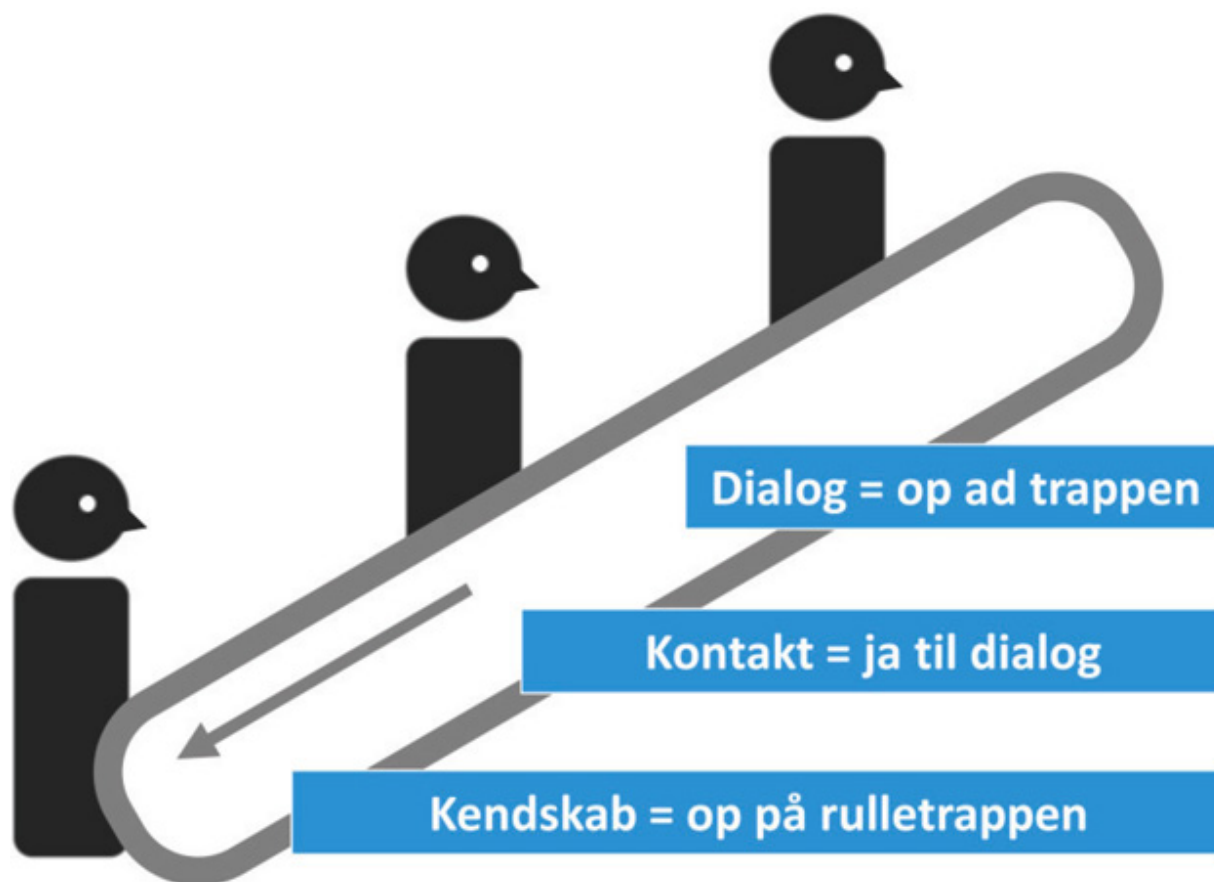 Dialog = op ad trappen
Kontakt = ja til dialog
Kendskab = op på rulletrappen